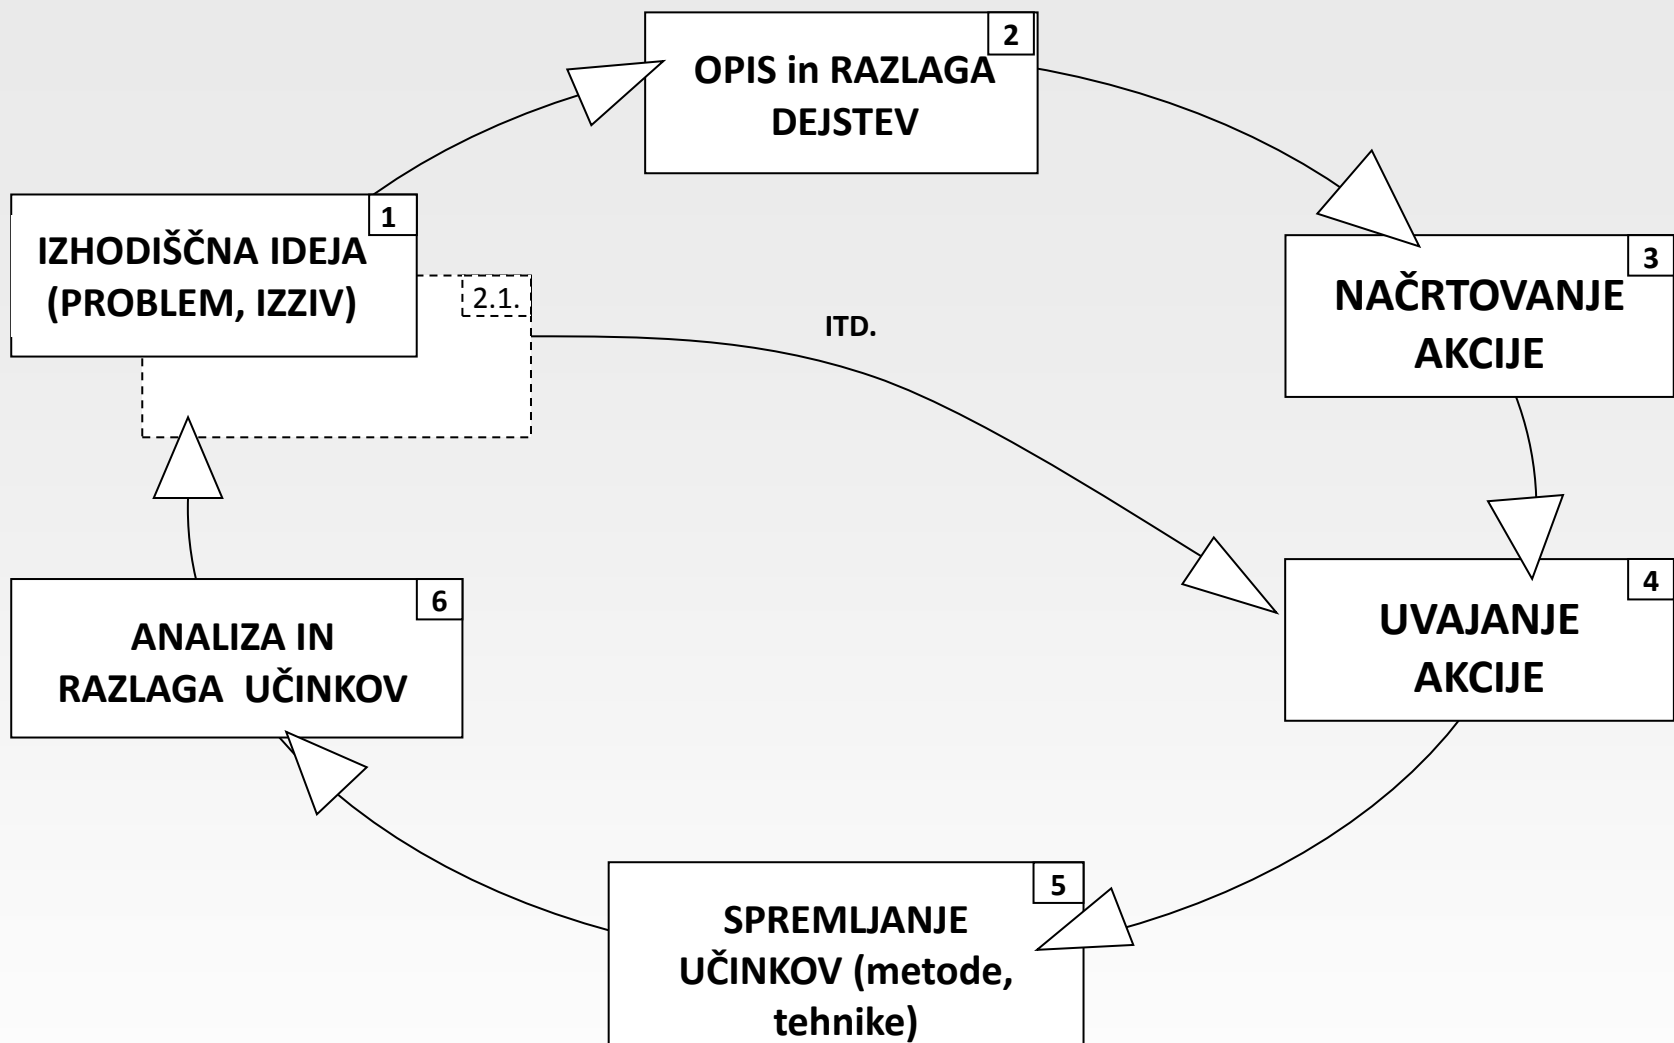 1
IZHODIŠČNA IDEJA
(PROBLEM, IZZIV)
2
OPIS in RAZLAGA
DEJSTEV
3
NAČRTOVANJE
AKCIJE
4
UVAJANJE
AKCIJE
5
SPREMLJANJE
UČINKOV (metode,
tehnike)
6
ANALIZA IN
RAZLAGA UČINKOV
2.1.
ITD.